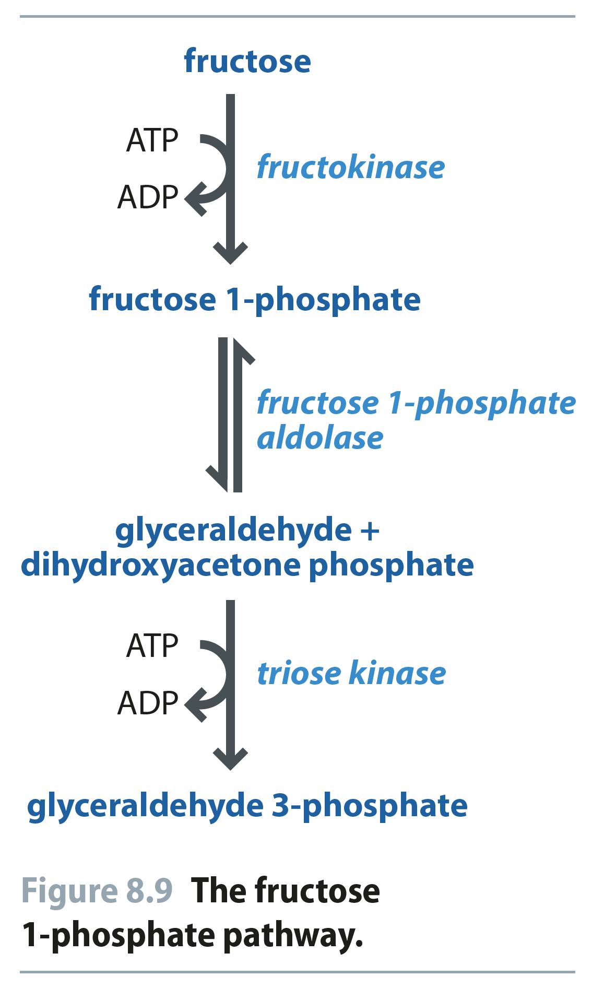 fructose
ATP
fructokinase
ADP
fructose 1-phosphate
fructose 1-phosphate
aldolase
glyceraldehyde +
dihydroxyacetone phosphate
ATP
triose kinase
ADP
glyceraldehyde 3-phosphate
Figure 8.9 The fructose
1-phosphate pathway.